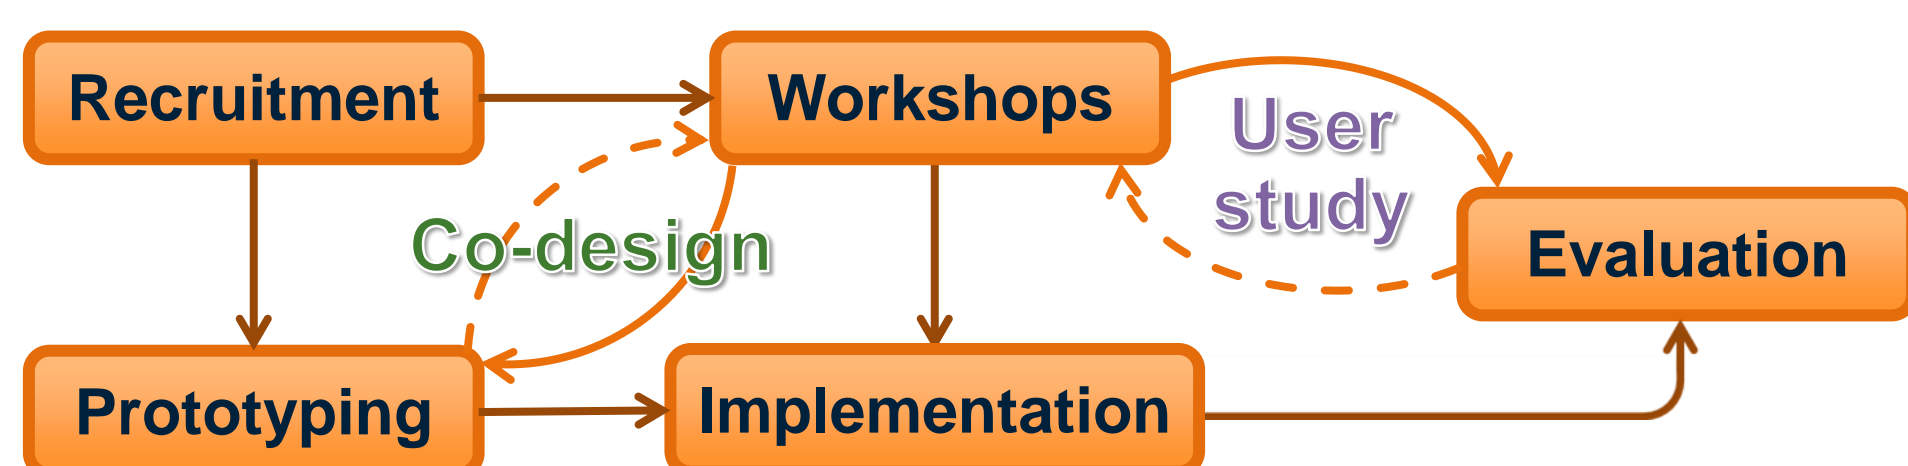 Recruitment
Workshops
User
study
Evaluation
Co-design
Prototyping
Implementation